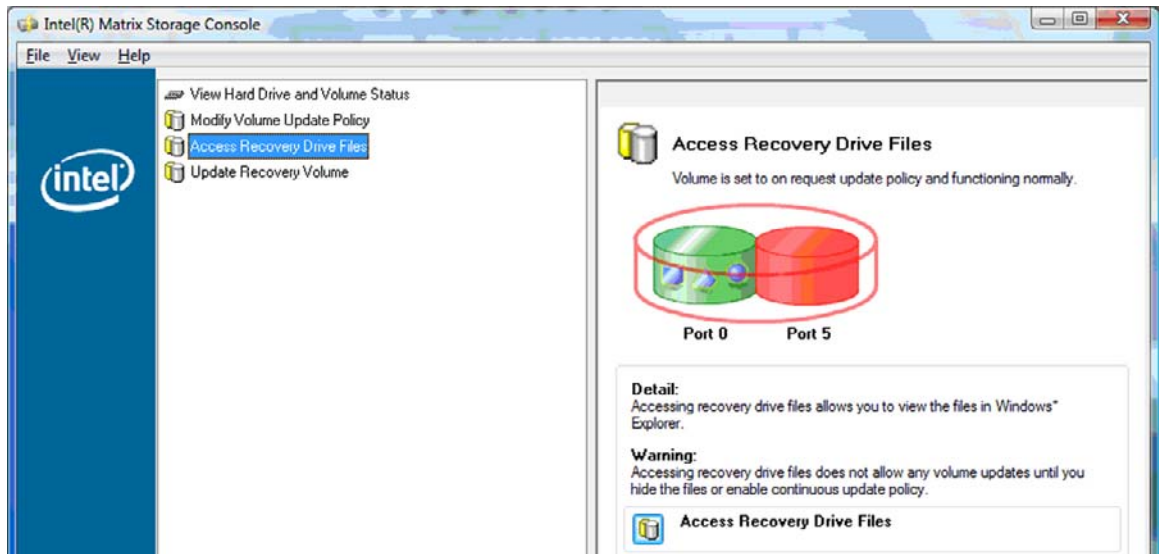 Intel(R) Matrix Storage Console
File View Help
View Hard Drive and Volume Status
Modify Volume Update Policy
Access Recovery Drive Files
Update Recovery Volume
intel
Access Recovery Drive Files
Volume is set to on request update policy and functioning normally.
Port 0 Port 5
Detail:
Accessing recovery drive files allows you to view the files in Windows*
Explorer.
Warning:
Accessing recovery drive files does not allow any volume updates until you
hide the files or enable continuous update policy.
Access Recovery Drive Files